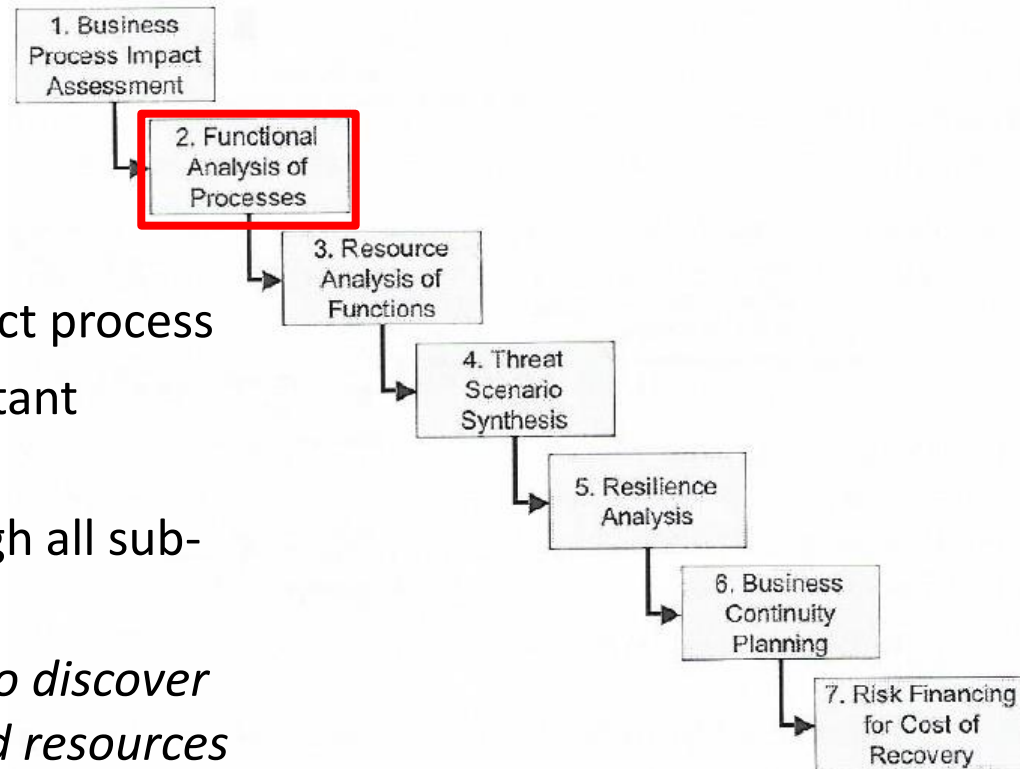 1. Business
Process Impact
Assessment
2. Functional
Analysis of
Processes
3. Resource
Analysis of
Functions
4. Threat
Scenario
Synthesis
5. Resilience
Analysis
6. Business
Continuity
Planning
7. Risk Financing
for Cost of
Recovery
ct process
tant
gh all sub-
o discover
d resources